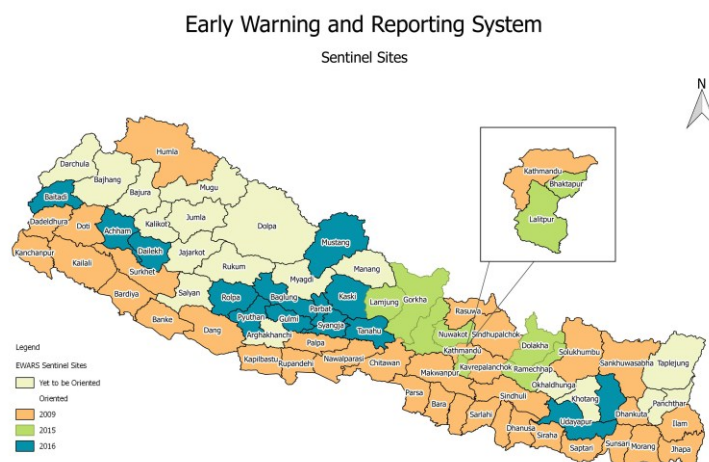 Early Warning and Reporting System
Sentinel Sites
N
Humla
Darchula
Bajhang
Mugu
Bajura
Baitadi
Jumla
Dadeldhura
Doti
Achham
Kalikot
Dolpa
Mustang
Dailekh
Jajarkot
Kanchanpur
Kailali
Surkhet
Rukum
Manang
Myagdi
Bardiya
Salyan
Rolpa
Baglung
Kaski
Lamjung
Gorkha
Parbat
Banke
Pyuthan
Gulmi
Syangja
Tanahu
Dang
Arghakhanchi
Palpa
Kapilbastu
Rupandehi
Nawalparasi
Chitawan
Kathmandu
Bhaktapur
Lalitpur
Rasuwa
Nuwakot
Sindhupalchok
Kathmandu
Kavrepalanchok
Makwanpur
Dolakha
Ramechhap
Solukhumbu
Sankhuwasabha
Taplejung
Okhaldhunga
Khotang
Panchthar
Parsa
Bara
Sarlahi
Sindhuli
Udayapur
Dhankuta
Ilam
Dhanusa
Siraha
Saptari
Sunsari
Morang
Jhapa
Legend
EWARS Sentinel Sites
Yet to be Oriented
Oriented
2009
2015
2016